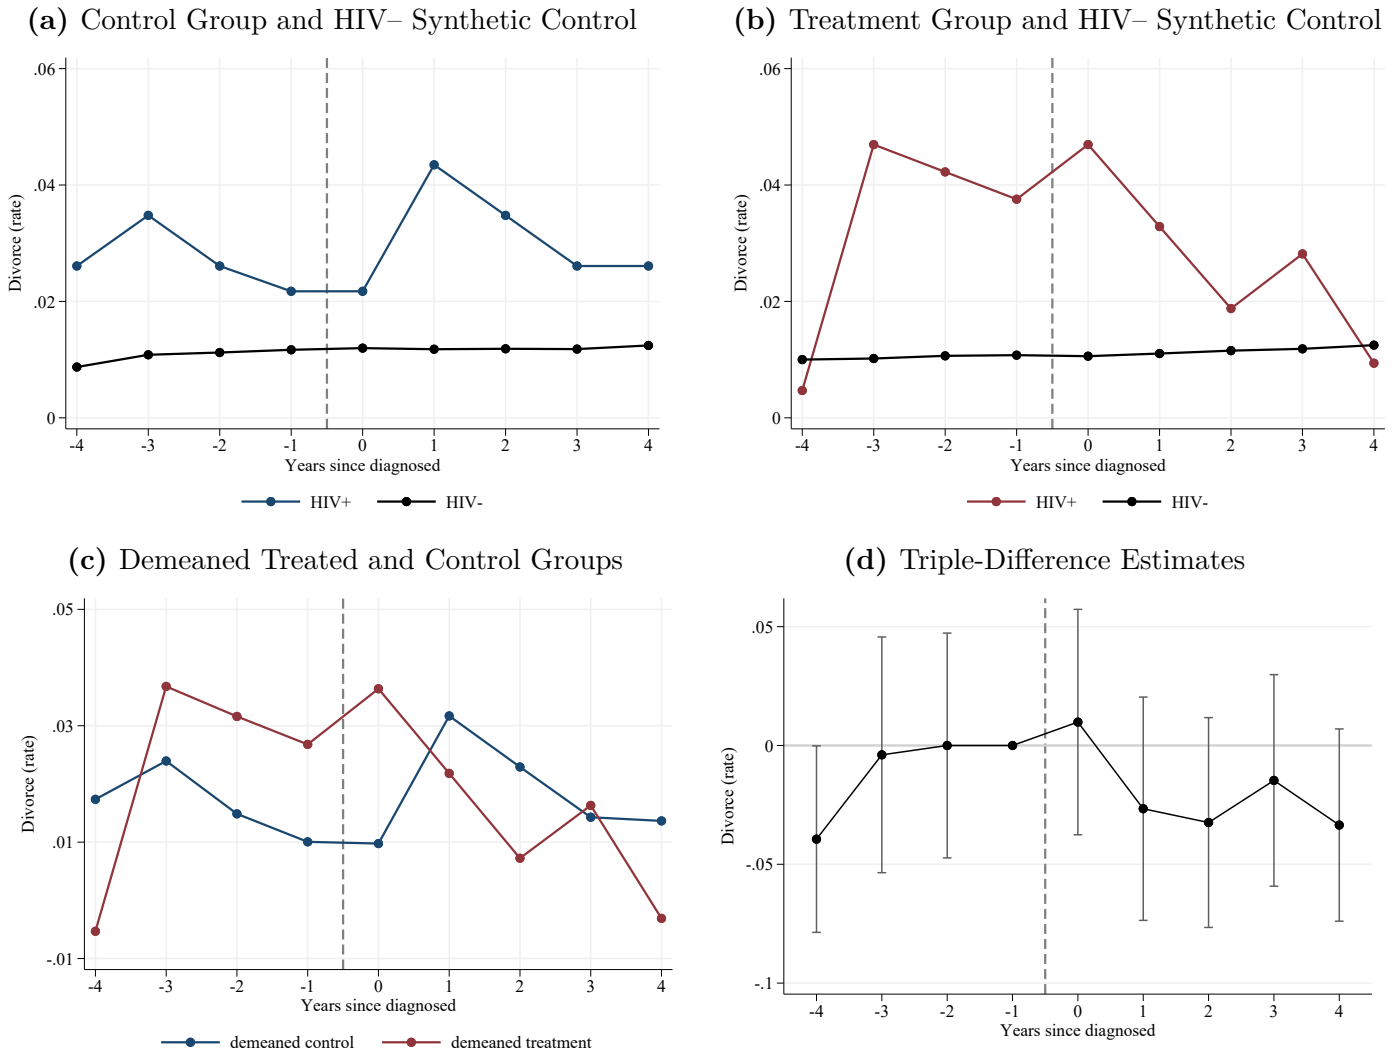 (a) Control Group and HIV– Synthetic Control
.06
.04
.02
0
Divorce (rate)
-4 -3 -2 -1 0 1 2 3 4
Years since diagnosed
HIV+ HIV-
(b) Treatment Group and HIV– Synthetic Control
.06
.04
.02
0
Divorce (rate)
-4 -3 -2 -1 0 1 2 3 4
Years since diagnosed
HIV+ HIV-
(c) Demeaned Treated and Control Groups
.05
.03
.01
-.01
Divorce (rate)
-4 -3 -2 -1 0 1 2 3 4
Years since diagnosed
demeaned control demeaned treatment
(d) Triple-Difference Estimates
.05
0
-.05
-.1
Divorce (rate)
-4 -3 -2 -1 0 1 2 3 4
Years since diagnosed